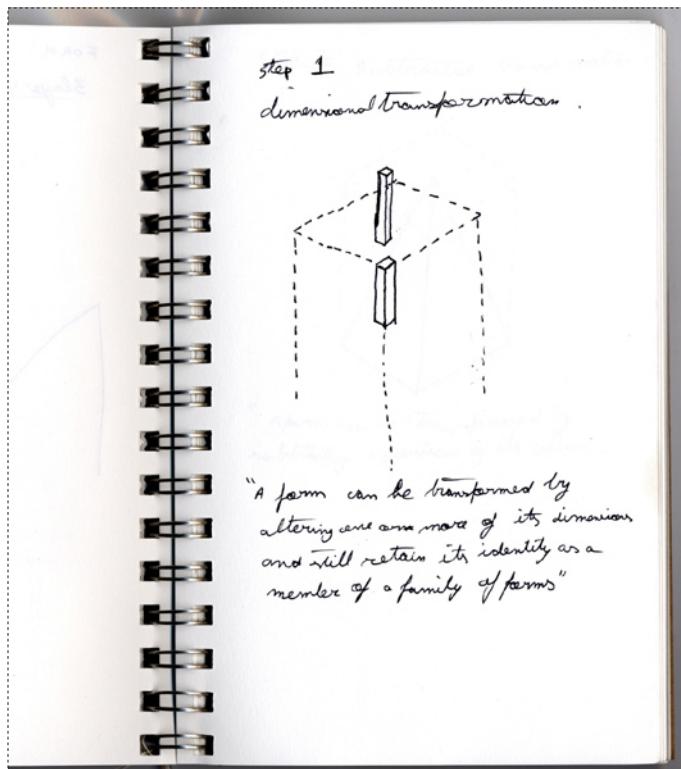 FORM
step 1
dimensional transformation.
"A form can be transformed by
altering one or more of its dimensions
and still retain its identity as a
member of a family of forms"